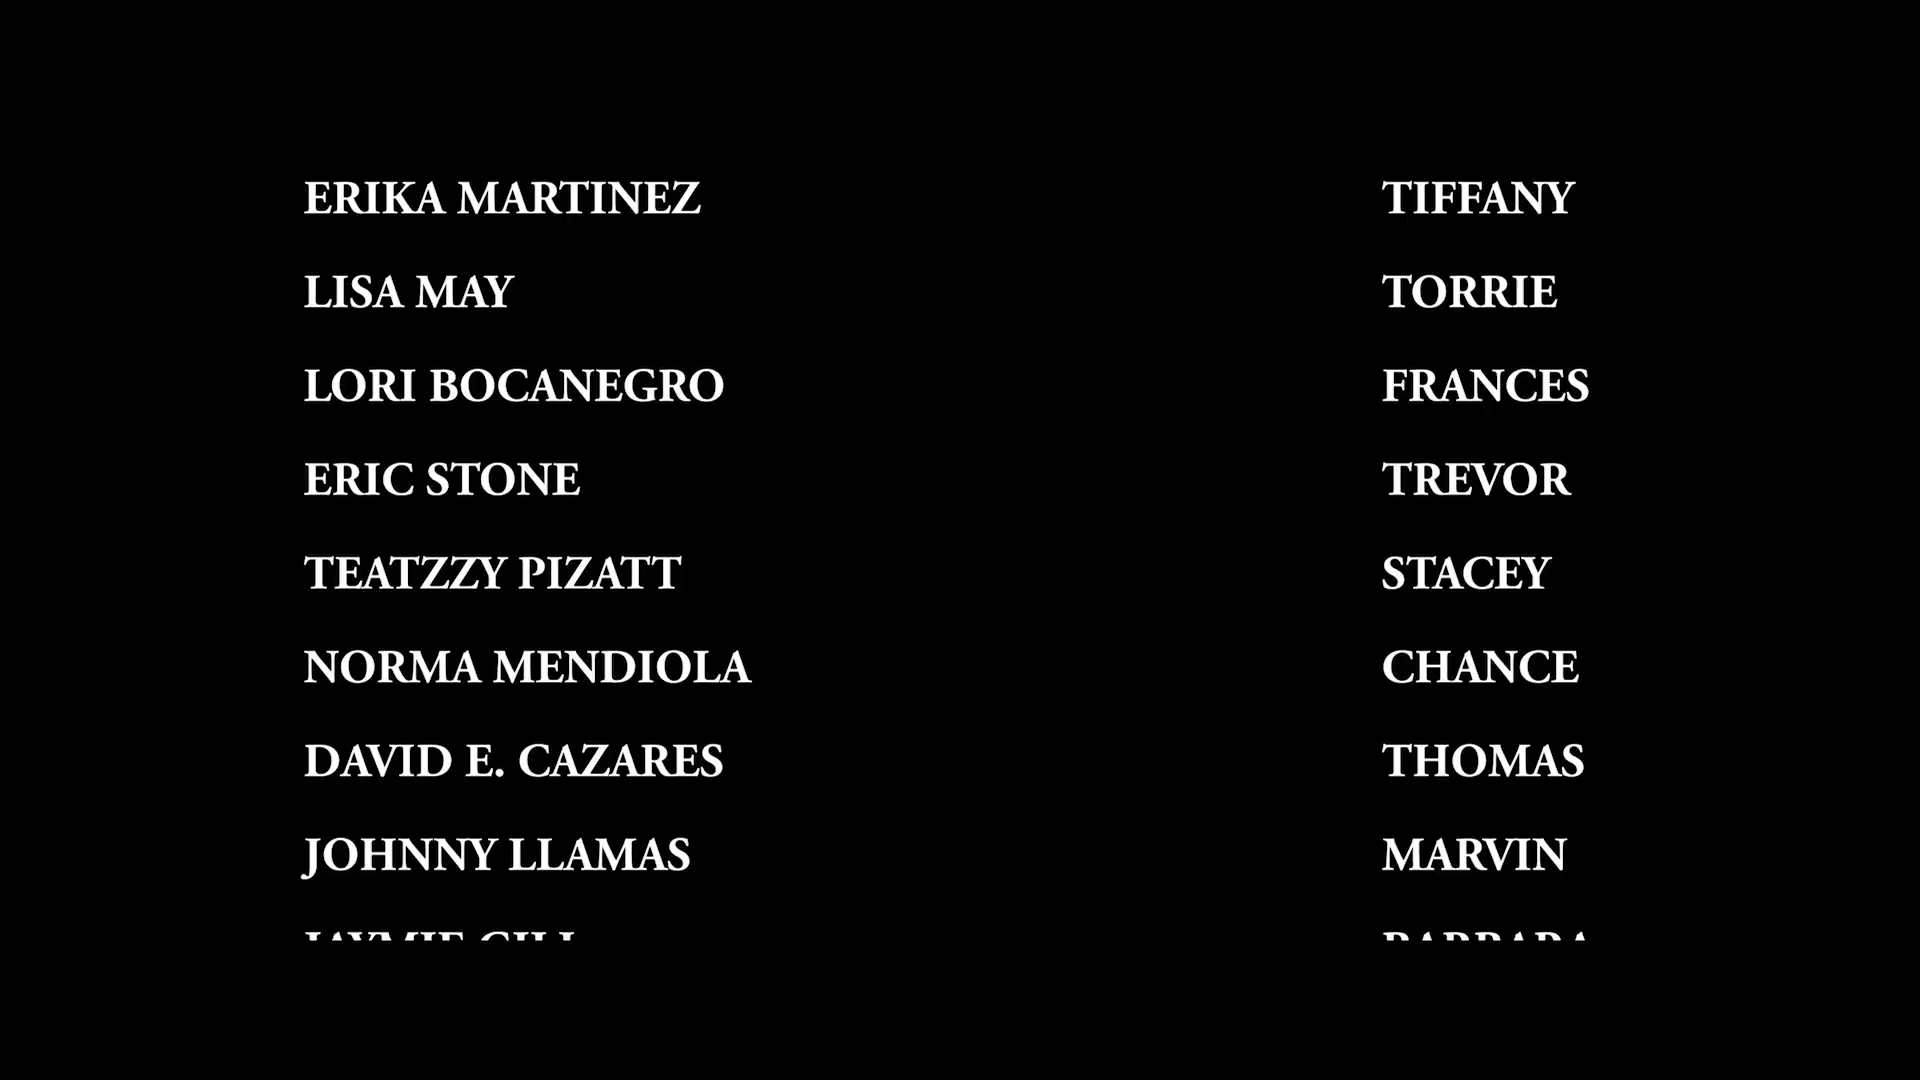 ERIKA MARTINEZ TIFFANY
LISA MAY TORRIE
LORI BOCANEGRO FRANCES
ERIC STONE TREVOR
TEATZZY PIZATT STACEY
NORMA MENDIOLA CHANCE
DAVID E. CAZARES THOMAS
JOHNNY LLAMAS MARVIN